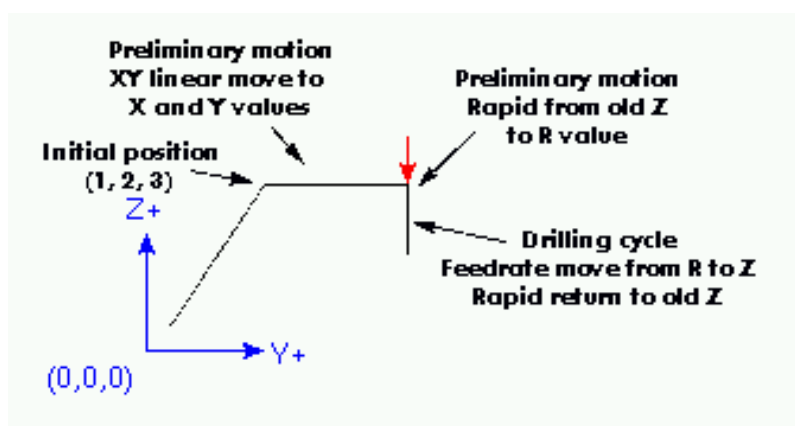 Preliminary motion
XY linear move to
X and Y values
Preliminary motion
Rapid from old Z
to R value
Initial position
(1, 2, 3)
Z+
Drilling cycle
Feedrate move from R to Z
Rapid return to old Z
Y+
(0,0,0)